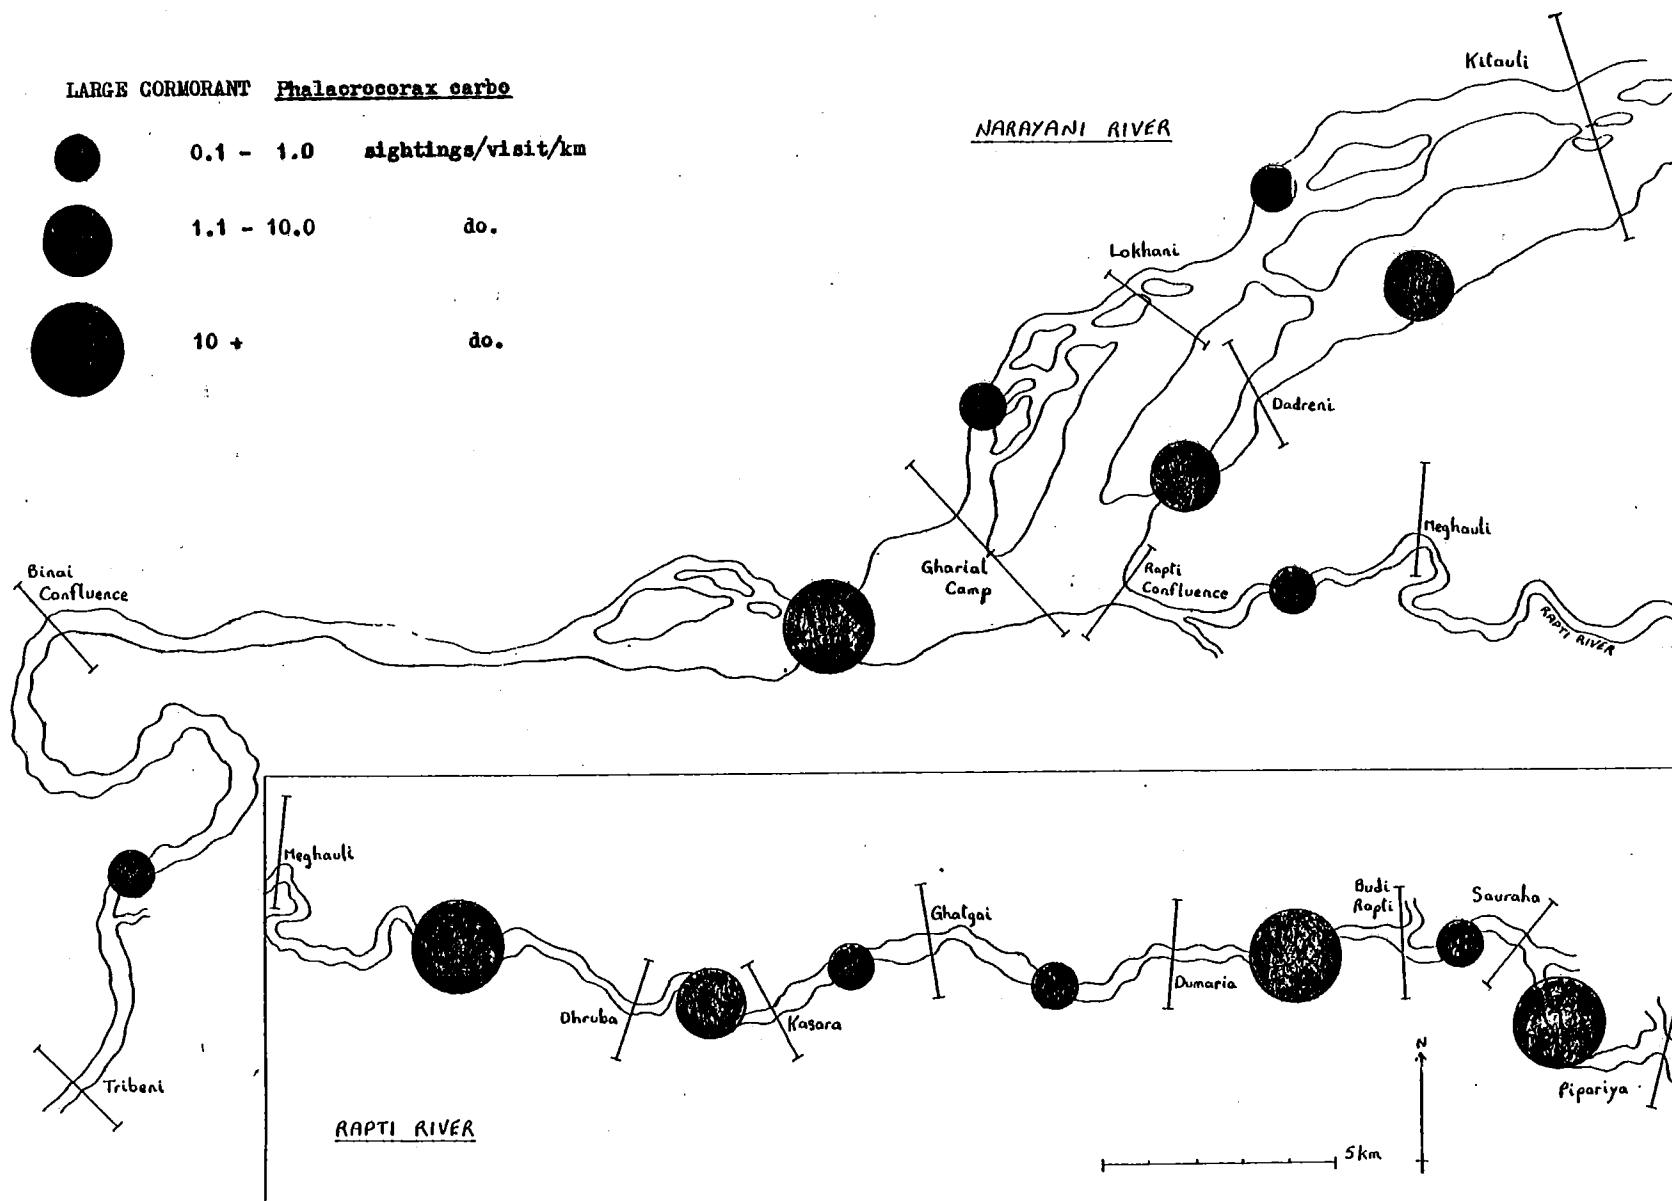 LARGE CORMORANT Phalacrocorax carbo
0.1 - 1.0 sightings/visit/km
1.1 - 10.0 do.
10 + do.
NARAYANI RIVER
Kitauli
Lokhani
Dadreni
Meghauli
Gharial
Camp
Rapti
Confluence
RAPTI RIVER
Binai
Confluence
Tribeni
Meghauli
Dhruba
Kasara
Ghatgai
Dumaria
Budi
Rapti
Sauraha
Pipariya
N
5km
RAPTI RIVER